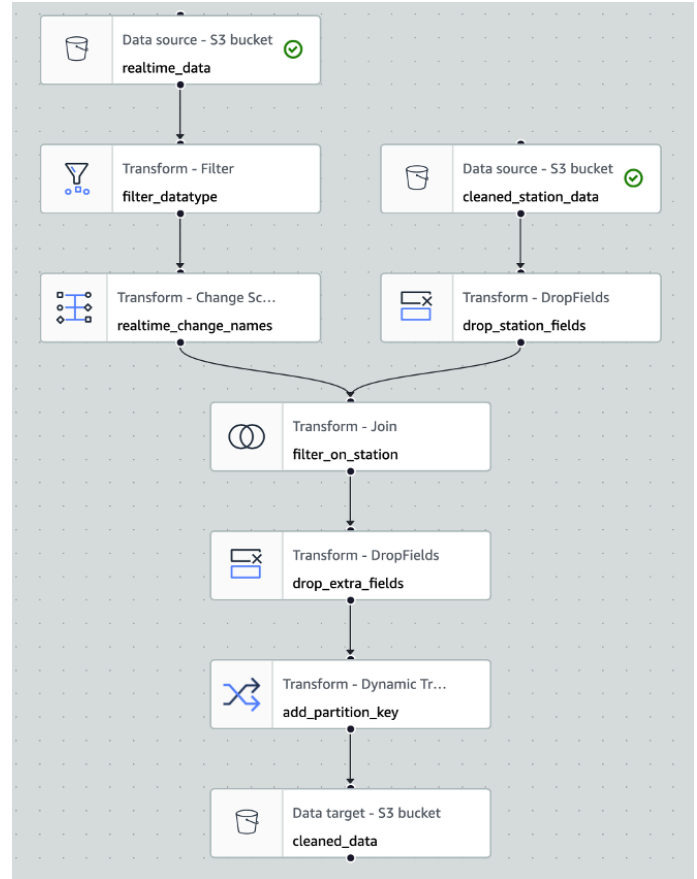 Data source - S3 bucket
realtime_data
Transform - Filter
filter_datatype
Data source - S3 bucket
cleaned_station_data
Transform - Change Sc...
realtime_change_names
Transform - DropFields
drop_station_fields
Transform - Join
filter_on_station
Transform - DropFields
drop_extra_fields
Transform - Dynamic Tr...
add_partition_key
Data target - S3 bucket
cleaned_data